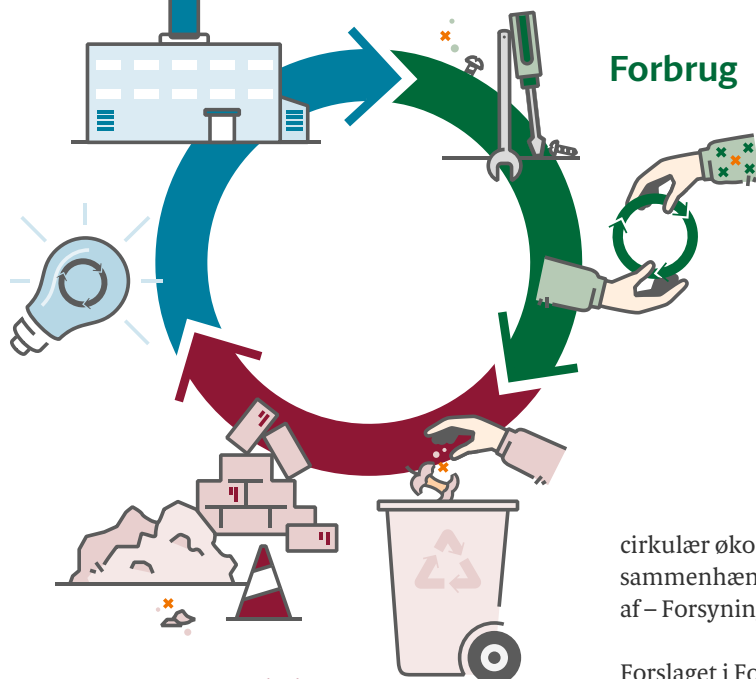 Forbrug
cirkulær øko
sammenhæn
af – Forsynin
Forslaget i Fo